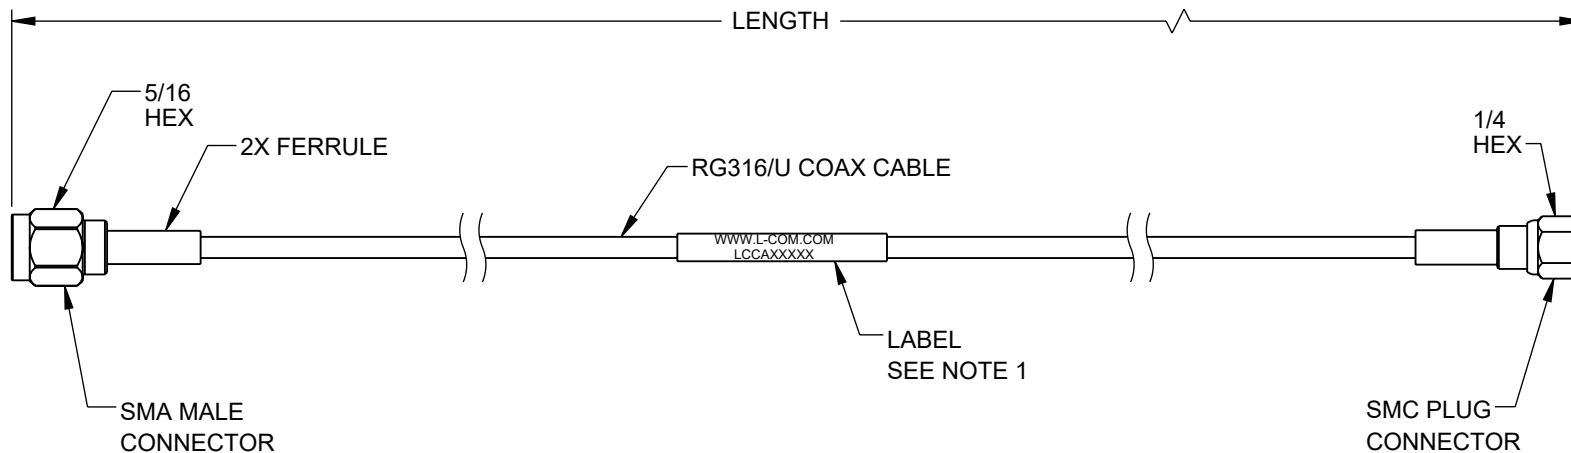 LENGTH
5/16
HEX
2X FERRULE
RG316/U COAX CABLE
1/4
HEX
WWW.L-COM.COM
LCCAXXXXX
LABEL
SEE NOTE 1
SMA MALE
CONNECTOR
SMC PLUG
CONNECTOR